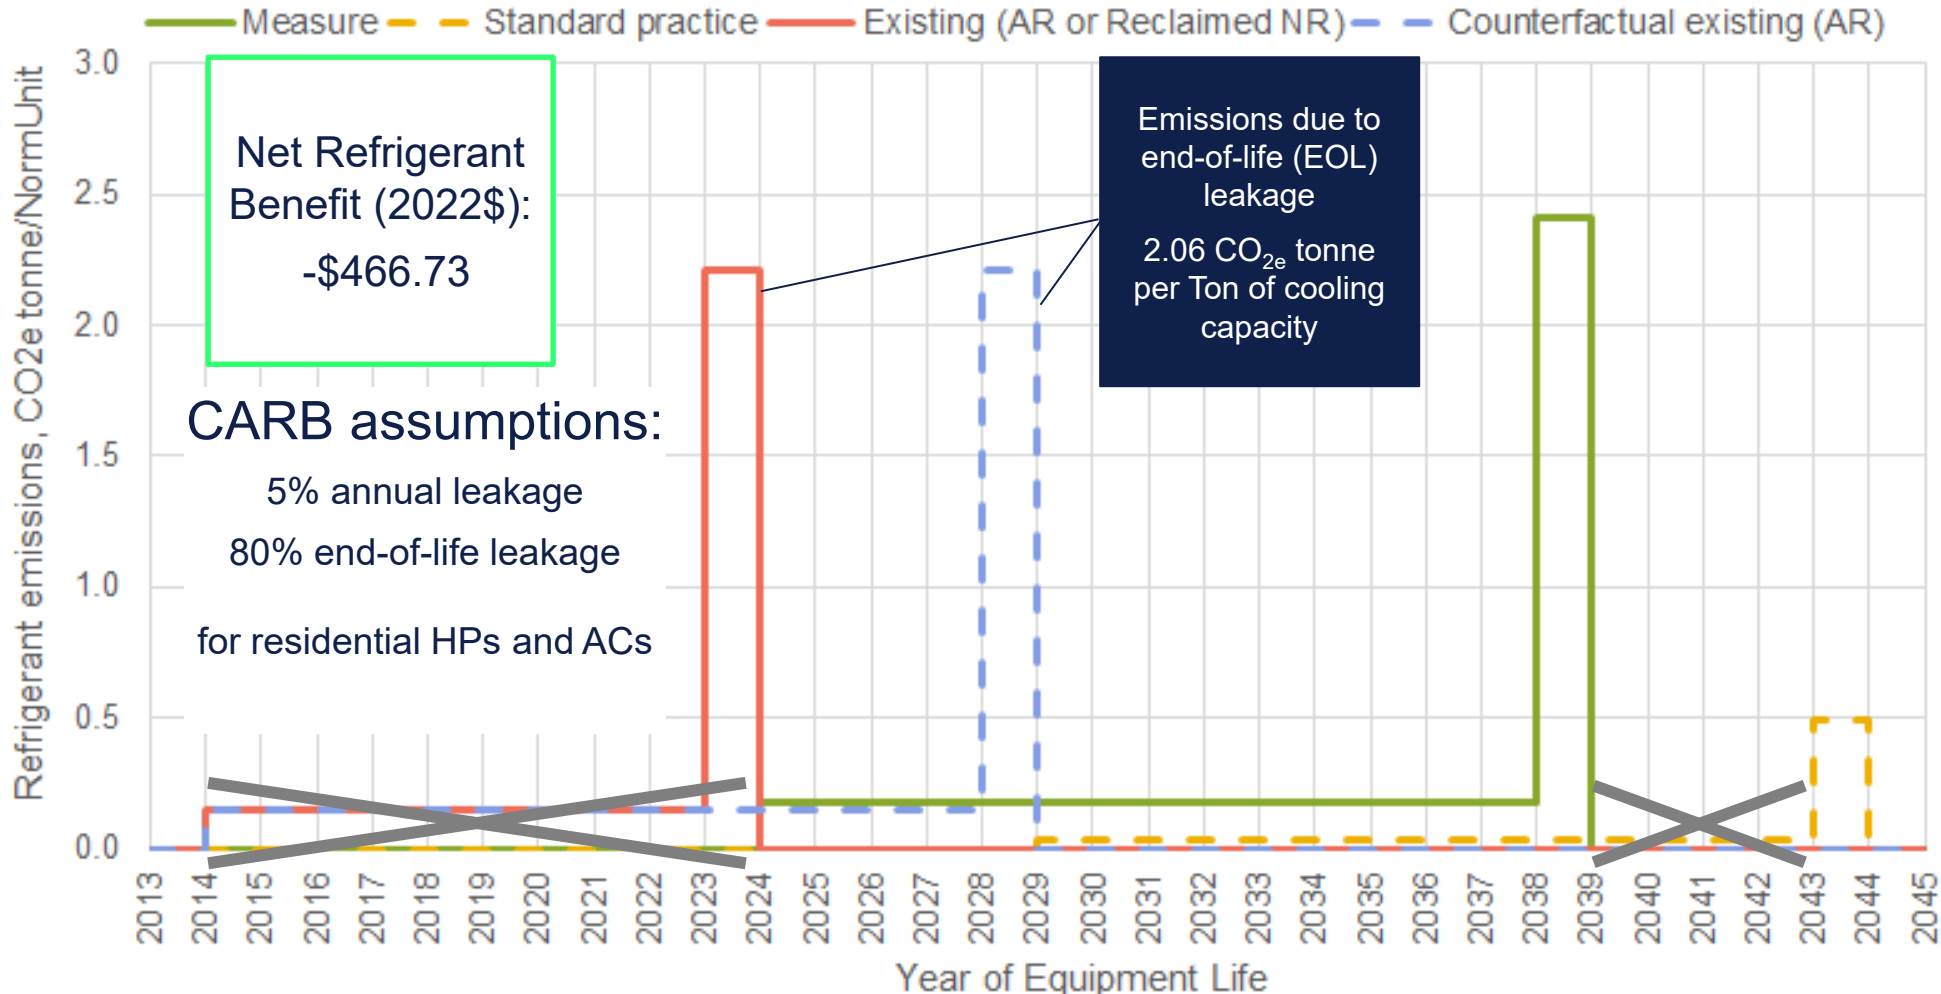 Measure Standard practice Existing (AR or Reclaimed NR) Counterfactual existing (AR)
Refrigerant emissions, CO2e tonne/NormUnit
3.0
2.5
2.0
1.5
1.0
0.5
0.0
Net Refrigerant
Benefit (2022$):
-$466.73
CARB assumptions:
5% annual leakage
80% end-of-life leakage
for residential HPs and ACs
Emissions due to
end-of-life (EOL)
leakage
2.06 CO2e tonne
per Ton of cooling
capacity
2013 2014 2015 2016 2017 2018 2019 2020 2021 2022 2023 2024 2025 2026 2027 2028 2029 2030 2031 2032 2033 2034 2035 2036 2037 2038 2039 2040 2041 2042 2043 2044 2045
Year of Equipment Life